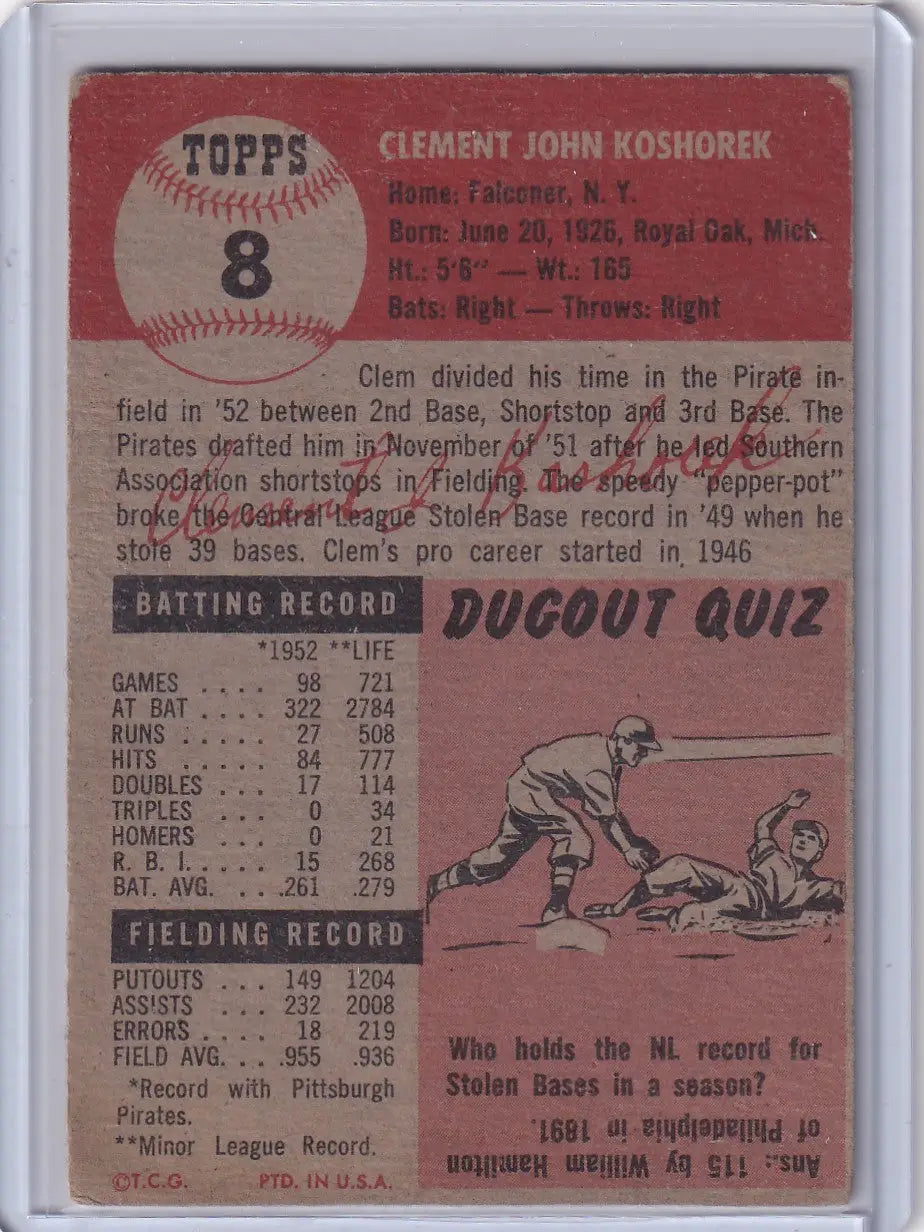 TOPPS
8
CLEMENT JOHN KOSHOREK
Home: Falconer, N. Y.
Born: June 20, 1926, Royal Oak, Mich.
Ht.: 5'6" — Wt.: 165
Bats: Right — Throws: Right
Clem divided his time in the Pirate in-
field in '52 between 2nd Base, Shortstop and 3rd Base. The
Pirates drafted him in November of '51 after he led Southern
Association shortstops in Fielding. The speedy "pepper-pot"
broke the Central League Stolen Base record in '49 when he
stole 39 bases. Clem's pro career started in 1946
Clement J Koshorek
BATTING RECORD
*1952 **LIFE
GAMES . . . . 98 721
AT BAT . . . . 322 2784
RUNS . . . . . 27 508
HITS . . . . . 84 777
DOUBLES . . . 17 114
TRIPLES . . . 0 34
HOMERS . . . 0 21
R. B. I. . . . . 15 268
BAT. AVG. . . .261 .279
FIELDING RECORD
PUTOUTS . . . 149 1204
ASSISTS . . . 232 2008
ERRORS . . . . 18 219
FIELD AVG. . . .955 .936
*Record with Pittsburgh
Pirates.
**Minor League Record.
©T.C.G. PTD. IN U.S.A.
DUGOUT QUIZ
Who holds the NL record for
Stolen Bases in a season?
Ans.: 115 by William Hamilton
of Philadelphia in 1891.